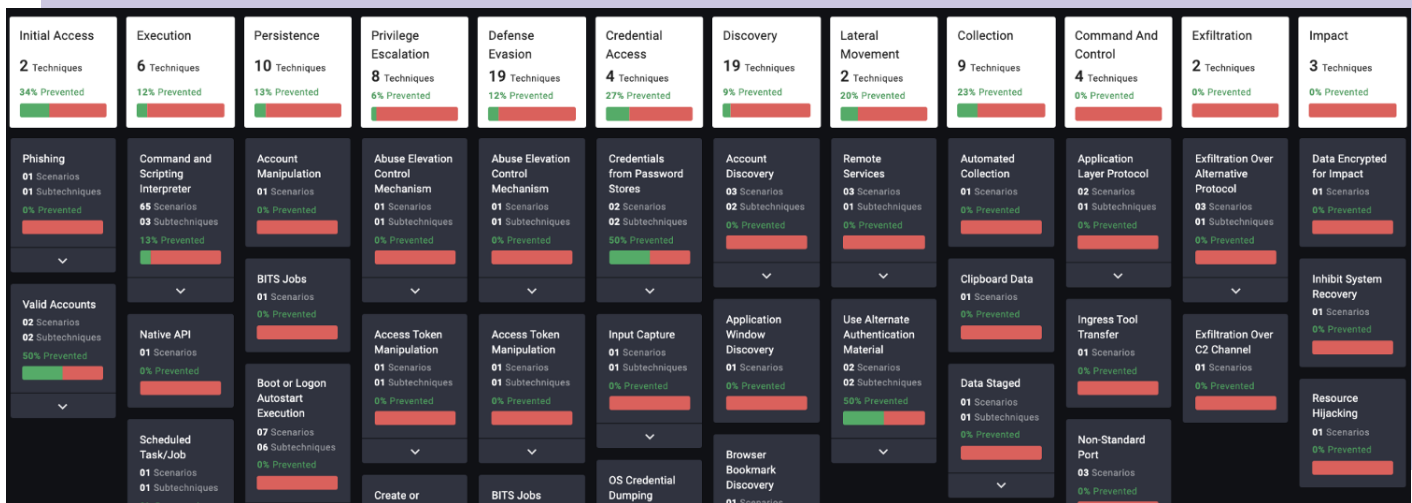 Initial Access
2 Techniques
34% Prevented
Execution
6 Techniques
12% Prevented
Persistence
10 Techniques
13% Prevented
Privilege
Escalation
8 Techniques
6% Prevented
Defense
Evasion
19 Techniques
12% Prevented
Credential
Access
4 Techniques
27% Prevented
Discovery
19 Techniques
9% Prevented
Lateral
Movement
2 Techniques
20% Prevented
Collection
9 Techniques
23% Prevented
Command And
Control
4 Techniques
0% Prevented
Exfiltration
2 Techniques
0% Prevented
Impact
3 Techniques
0% Prevented
Phishing
01 Scenarios
01 Subtechniques
0% Prevented
Valid Accounts
02 Scenarios
02 Subtechniques
50% Prevented
Command and
Scripting
Interpreter
65 Scenarios
03 Subtechniques
13% Prevented
Native API
01 Scenarios
0% Prevented
Scheduled
Task/Job
01 Scenarios
01 Subtechniques
Account
Manipulation
01 Scenarios
0% Prevented
BITS Jobs
01 Scenarios
0% Prevented
Boot or Logon
Autostart
Execution
07 Scenarios
06 Subtechniques
0% Prevented
Abuse Elevation
Control
Mechanism
01 Scenarios
01 Subtechniques
0% Prevented
Access Token
Manipulation
01 Scenarios
01 Subtechniques
0% Prevented
Create or
Abuse Elevation
Control
Mechanism
01 Scenarios
01 Subtechniques
0% Prevented
Access Token
Manipulation
01 Scenarios
01 Subtechniques
0% Prevented
BITS Jobs
Credentials
from Password
Stores
02 Scenarios
02 Subtechniques
50% Prevented
Input Capture
01 Scenarios
01 Subtechniques
0% Prevented
OS Credential
Dumping
Account
Discovery
03 Scenarios
02 Subtechniques
0% Prevented
Application
Window
Discovery
01 Scenarios
0% Prevented
Browser
Bookmark
Discovery
01 Scenarios
Remote
Services
03 Scenarios
01 Subtechniques
0% Prevented
Use Alternate
Authentication
Material
02 Scenarios
02 Subtechniques
50% Prevented
Automated
Collection
01 Scenarios
0% Prevented
Clipboard Data
01 Scenarios
0% Prevented
Data Staged
01 Scenarios
01 Subtechniques
0% Prevented
Application
Layer Protocol
02 Scenarios
01 Subtechniques
0% Prevented
Ingress Tool
Transfer
01 Scenarios
0% Prevented
Non-Standard
Port
03 Scenarios
0% Prevented
Exfiltration Over
Alternative
Protocol
03 Scenarios
01 Subtechniques
0% Prevented
Exfiltration Over
C2 Channel
01 Scenarios
0% Prevented
Data Encrypted
for Impact
01 Scenarios
0% Prevented
Inhibit System
Recovery
01 Scenarios
0% Prevented
Resource
Hijacking
01 Scenarios
0% Prevented